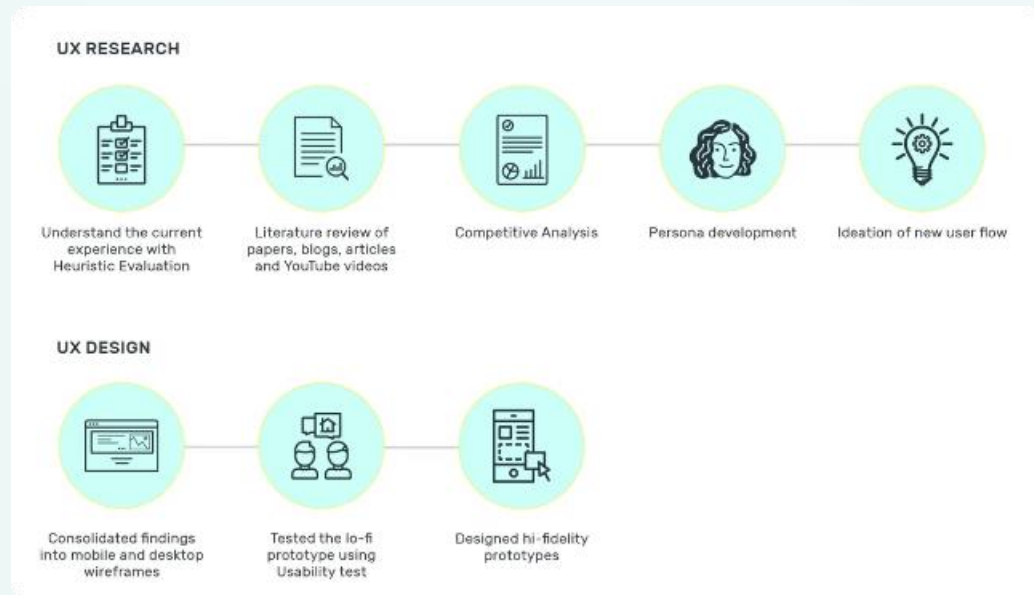 UX RESEARCH
Understand the current
experience with
Heuristic Evaluation
Literature review of
papers, blogs, articles
and YouTube videos
Competitive Analysis
Persona development
Ideation of new user flow
UX DESIGN
Consolidated findings
into mobile and desktop
wireframes
Tested the lo-fi
prototype using
Usability test
Designed hi-fidelity
prototypes